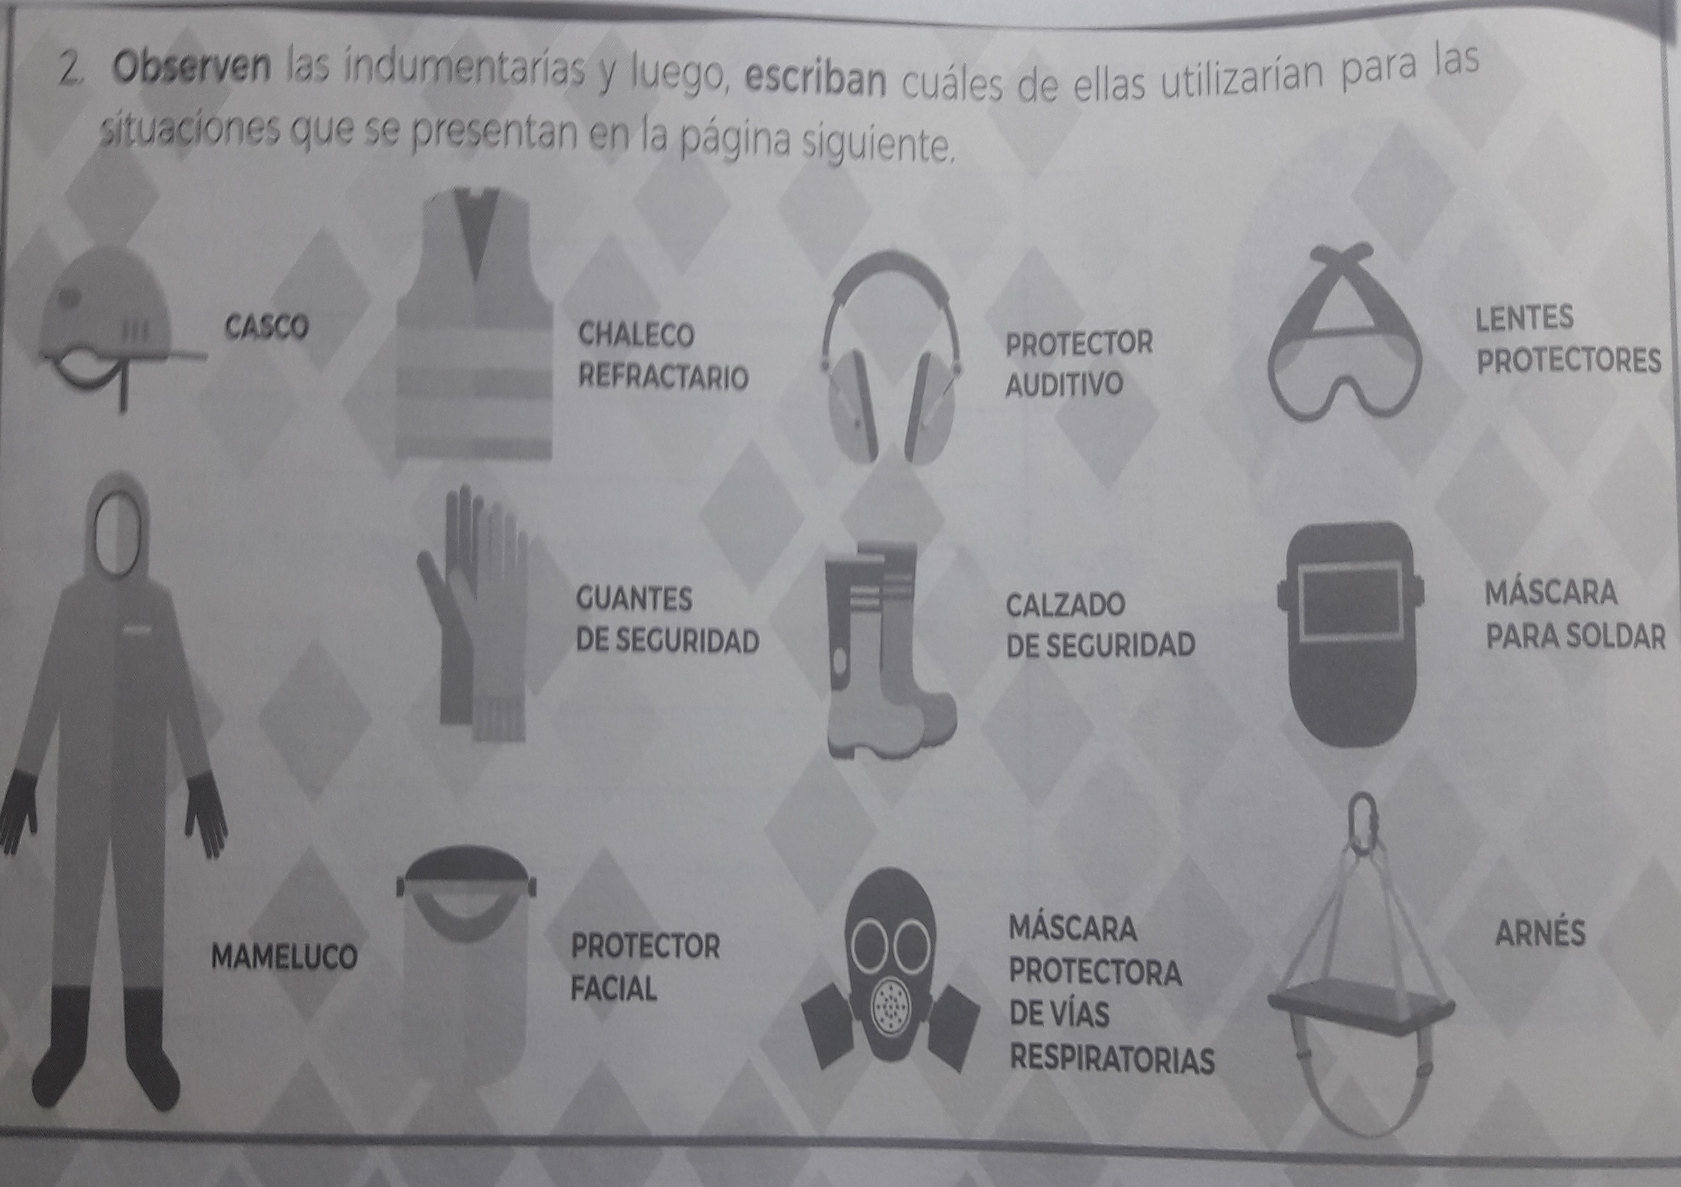 2. Observen las indumentarias y luego, escriban cuáles de ellas utilizarían para las
situaciones que se presentan en la página siguiente.
CASCO
CHALECO
REFRACTARIO
PROTECTOR
AUDITIVO
LENTES
PROTECTORES
MAMELUCO
GUANTES
DE SEGURIDAD
CALZADO
DE SEGURIDAD
MÁSCARA
PARA SOLDAR
PROTECTOR
FACIAL
MÁSCARA
PROTECTORA
DE VÍAS
RESPIRATORIAS
ARNÉS